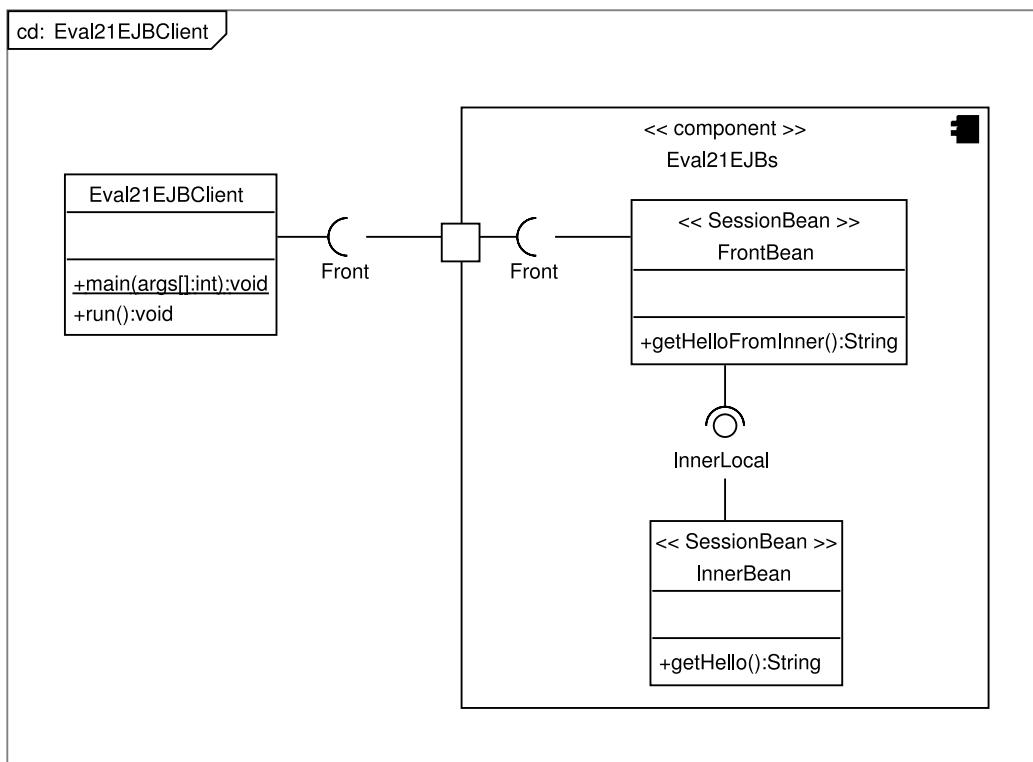 cd: Eval21EJBClient
<< component >>
Eval21EJBs
Eval21EJBClient
+main(args[]:int):void
+run():void
Front
Front
<< SessionBean >>
FrontBean
+getHelloFromInner():String
InnerLocal
<< SessionBean >>
InnerBean
+getHello():String